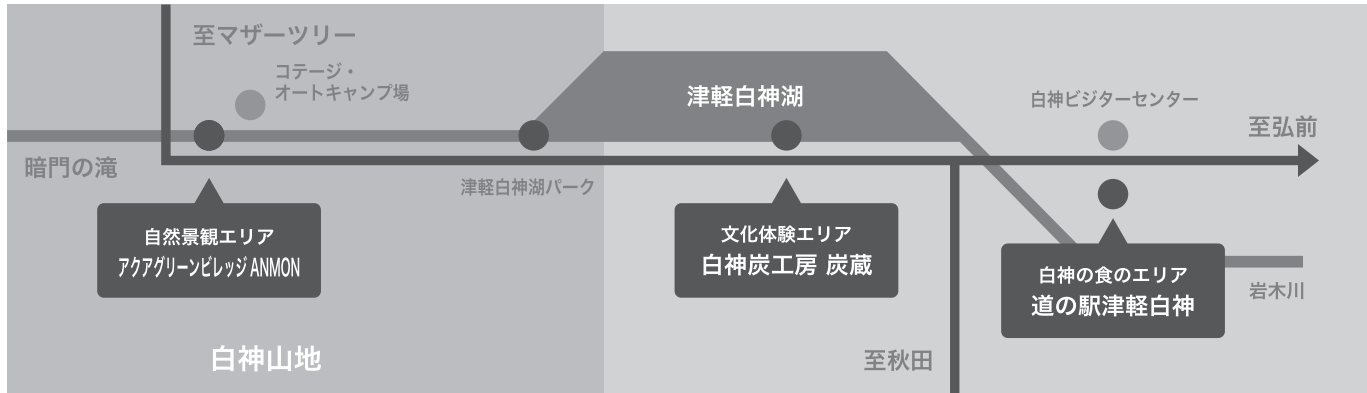 至マザーツリー
コテージ・
オートキャンプ場
暗門の滝
自然景観エリア
アクアグリーンビレッジANMON
白神山地
津軽白神湖パーク
津軽白神湖
文化体験エリア
白神炭工房 炭蔵
至秋田
白神ビジターセンター
至弘前
白神の食のエリア
道の駅津軽白神
岩木川